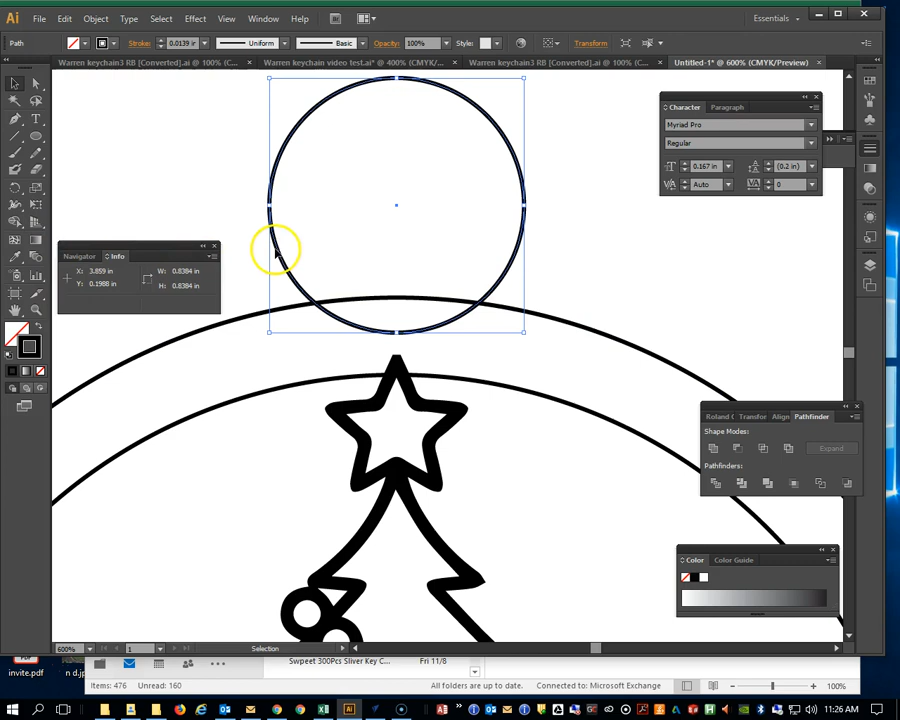 Ai File Edit Object Type Select Effect View Window Help Br Essentials
Path Stroke: 0.0139 in Uniform Basic Opacity: 100% Style: Transform
Warren keychain3 RB [Converted].ai @ 100% (C... Warren keychain video test.ai* @ 400% (CMYK/... Warren keychain3 RB [Converted].ai @ 100% (C... Untitled-1* @ 600% (CMYK/Preview)
Character Paragraph
Myriad Pro
Regular
0.167 in (0.2 in)
Auto 0
Navigator Info
X: 3.859 in W: 0.8384 in
Y: 0.1988 in H: 0.8384 in
Roland C Transfor Align Pathfinder
Shape Modes:
Expand
Pathfinders:
Color Color Guide
600% 1 Selection
invite.pdf n d.jp
Swpeet 300Pcs Sliver Key C... Fri 11/8
Items: 476 Unread: 160 All folders are up to date. Connected to: Microsoft Exchange 100%
11:26 AM